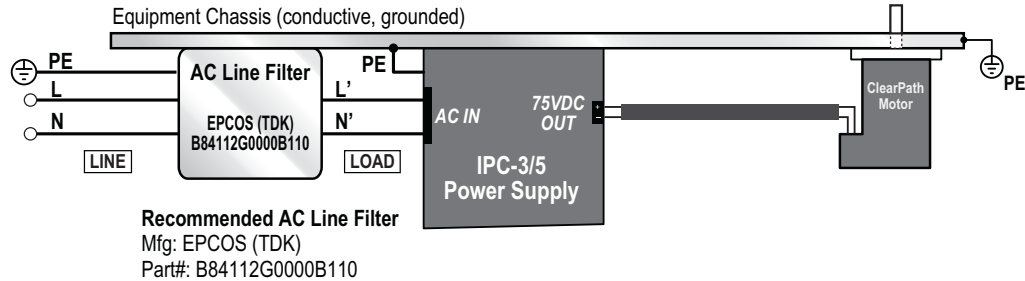 Equipment Chassis (conductive, grounded)
PE
L
N
LINE
AC Line Filter
EPCOS (TDK)
B84112G0000B110
PE
L’
N’
LOAD
AC IN
75VDC
OUT
+
–
IPC-3/5
Power Supply
ClearPath
Motor
PE
Recommended AC Line Filter
Mfg: EPCOS (TDK)
Part#: B84112G0000B110